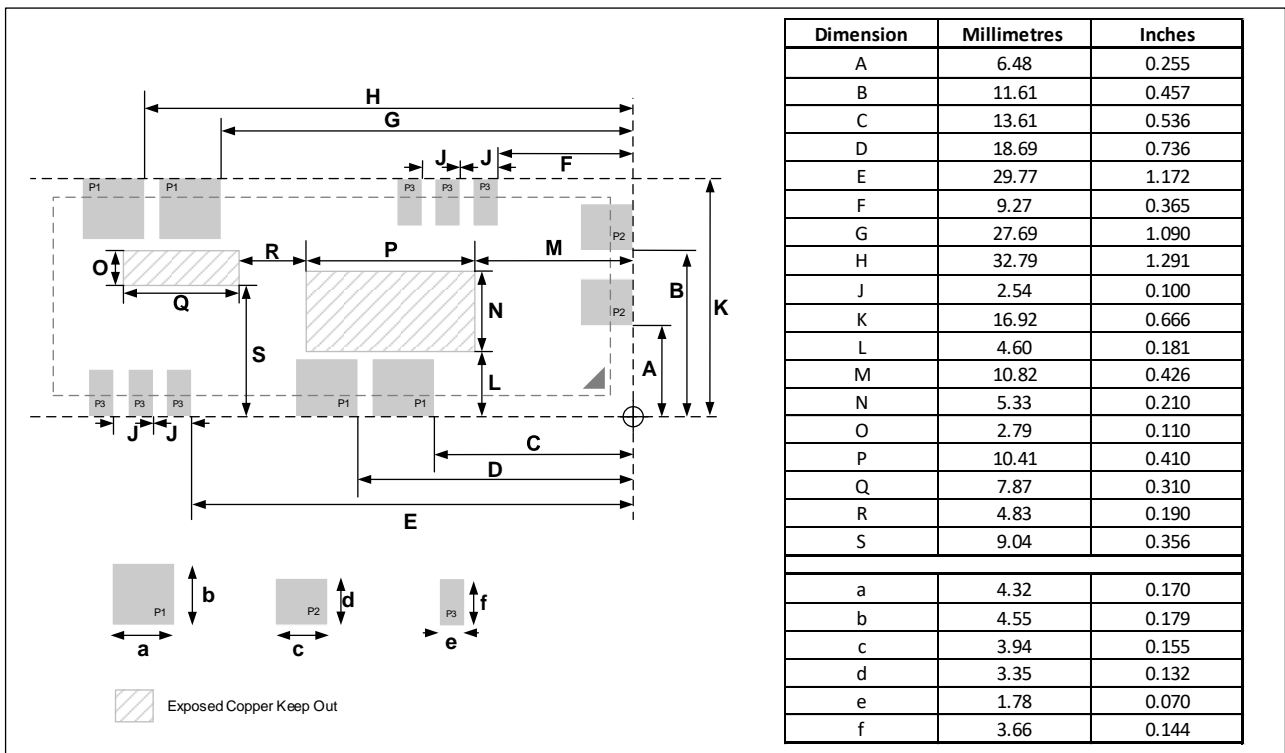 H
G
J J F
P1 P1 P3 P3 P3
P2
R P M
O
Q
N
B
K
P2
S
L
A
P3 P3 P3 P1 P1
J J
C
D
E
P1 b
a
P2 d
c
P3 f
e
Exposed Copper Keep Out
Dimension Millimetres Inches
A 6.48 0.255
B 11.61 0.457
C 13.61 0.536
D 18.69 0.736
E 29.77 1.172
F 9.27 0.365
G 27.69 1.090
H 32.79 1.291
J 2.54 0.100
K 16.92 0.666
L 4.60 0.181
M 10.82 0.426
N 5.33 0.210
O 2.79 0.110
P 10.41 0.410
Q 7.87 0.310
R 4.83 0.190
S 9.04 0.356
a 4.32 0.170
b 4.55 0.179
c 3.94 0.155
d 3.35 0.132
e 1.78 0.070
f 3.66 0.144